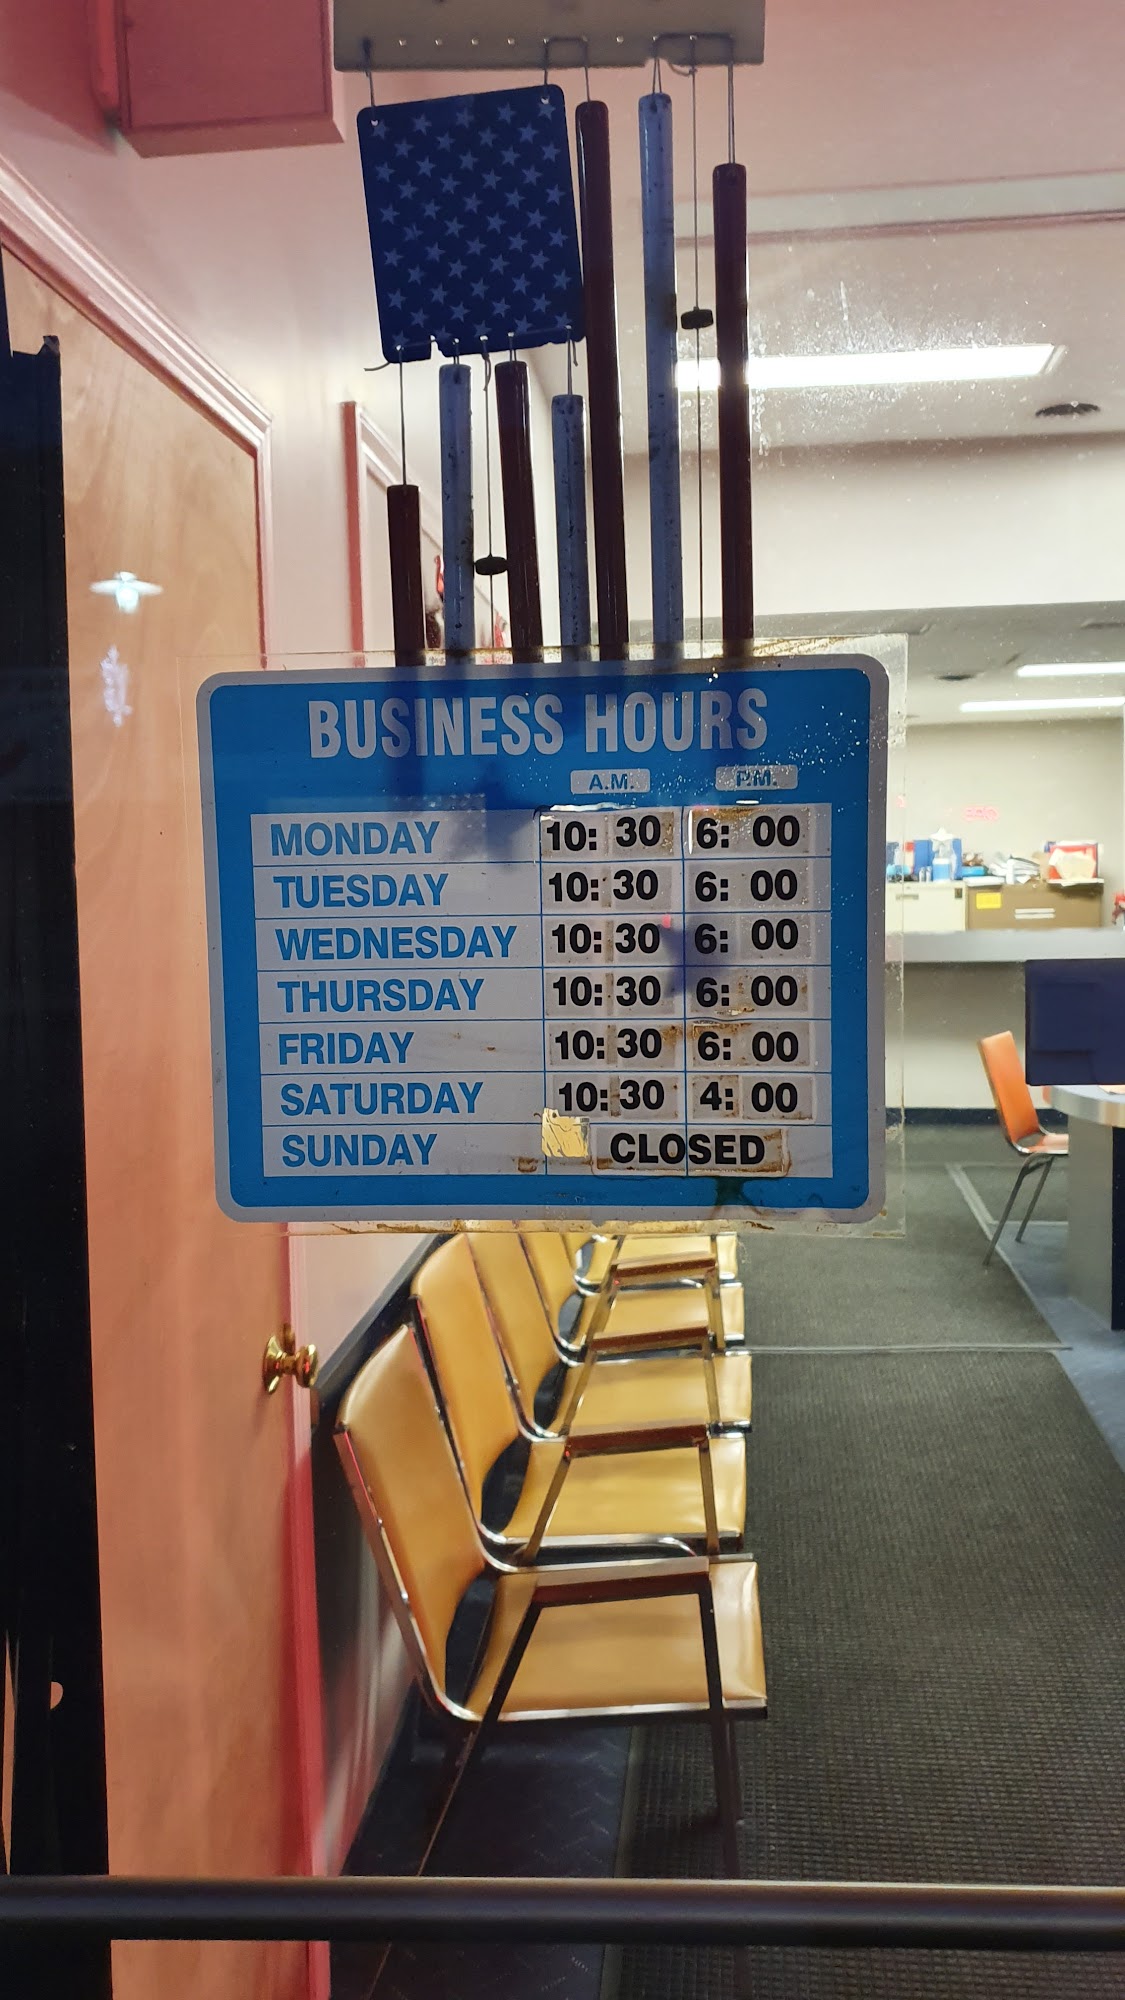 BUSINESS HOURS
A.M. P.M.
MONDAY 10:30 6:00
TUESDAY 10:30 6:00
WEDNESDAY 10:30 6:00
THURSDAY 10:30 6:00
FRIDAY 10:30 6:00
SATURDAY 10:30 4:00
SUNDAY CLOSED